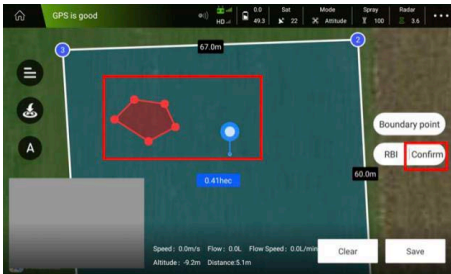 GPS is good
HD
0.0
49.3
Sat
22
Mode
Attitude
Spray
100
Radar
3.6
3
2
67.0m
A
Boundary point
RBI
Confirm
60.0m
0.41hec
Speed: 0.0m/s Flow: 0.0L Flow Speed: 0.0L/min
Altitude: -9.2m Distance:5.1m
Clear
Save